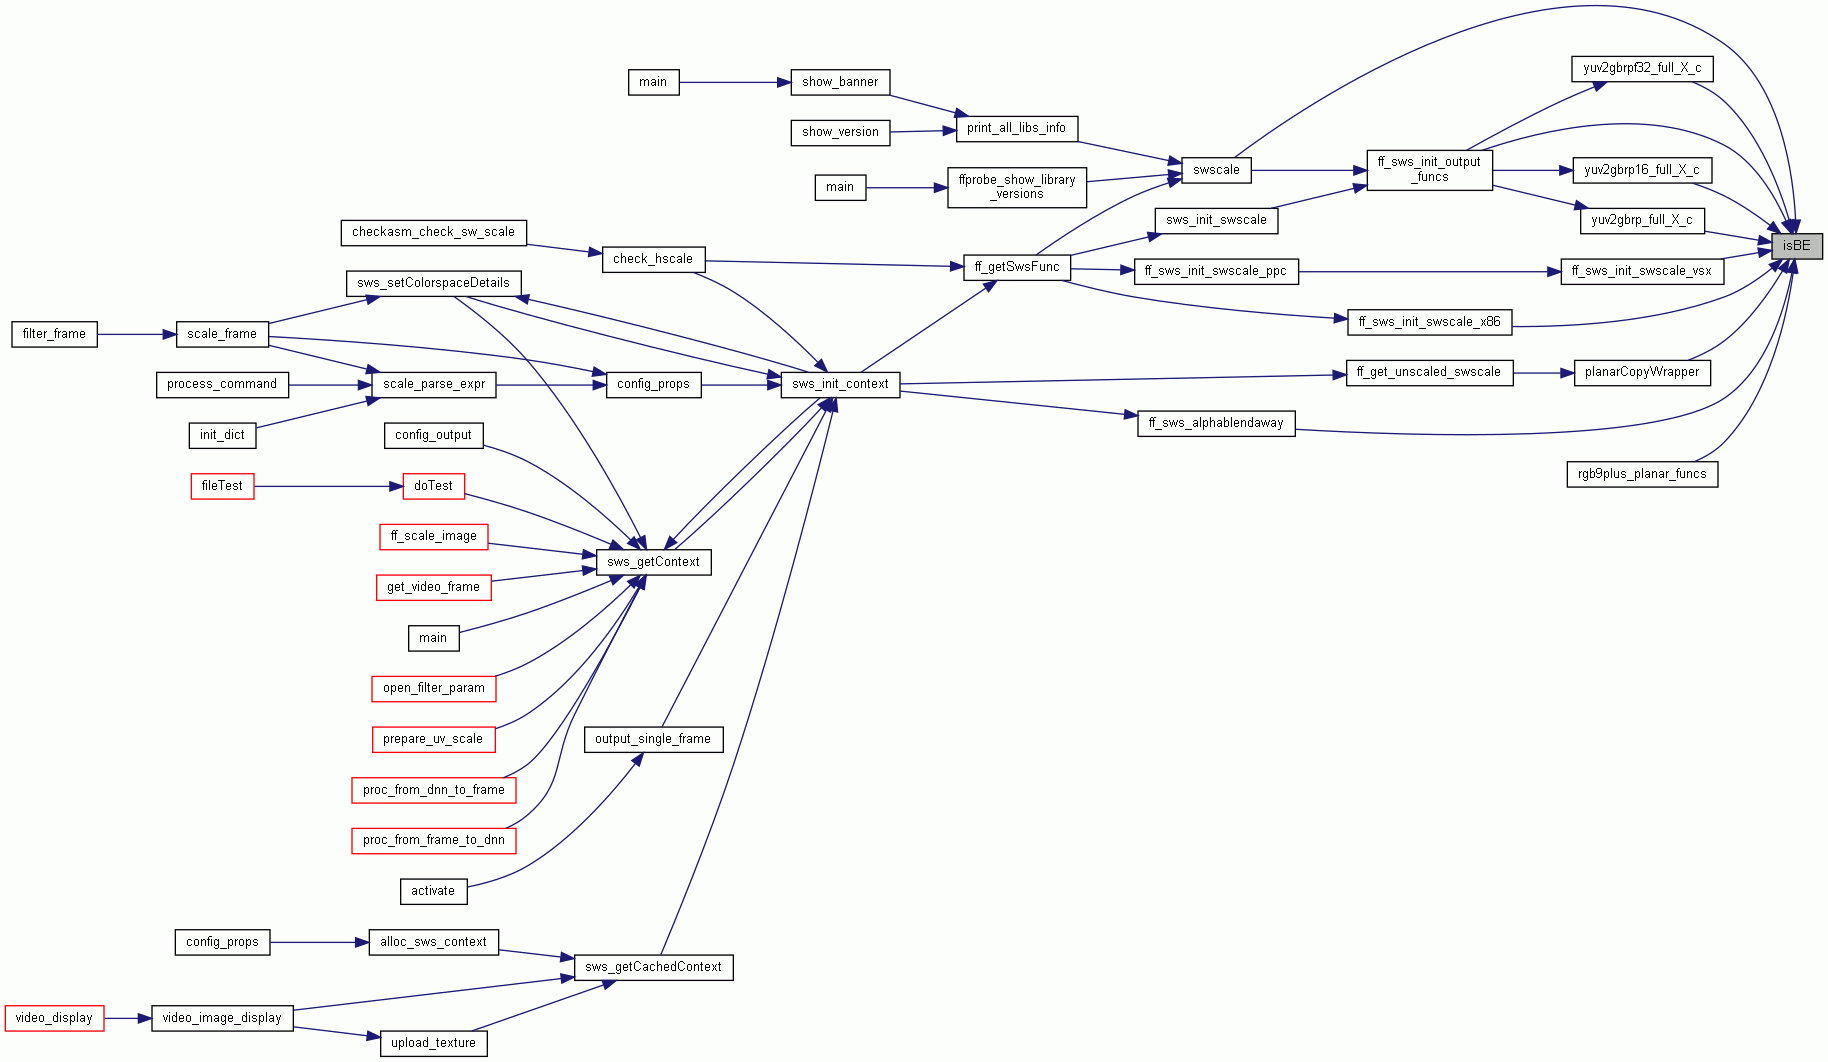 yuv2gbrpf32_full_X_c
main
show_banner
print_all_libs_info
show_version
swscale
ff_sws_init_output
_funcs
yuv2gbrp16_full_X_c
main
ffprobe_show_library
_versions
sws_init_swscale
yuv2gbrp_full_X_c
checkasm_check_sw_scale
check_hscale
ff_getSwsFunc
isBE
ff_sws_init_swscale_ppc
ff_sws_init_swscale_vsx
sws_setColorspaceDetails
filter_frame
scale_frame
ff_sws_init_swscale_x86
process_command
scale_parse_expr
config_props
sws_init_context
ff_get_unscaled_swscale
planarCopyWrapper
init_dict
config_output
ff_sws_alphablendaway
rgb9plus_planar_funcs
fileTest
doTest
ff_scale_image
sws_getContext
get_video_frame
main
open_filter_param
prepare_uv_scale
output_single_frame
proc_from_dnn_to_frame
proc_from_frame_to_dnn
activate
config_props
alloc_sws_context
sws_getCachedContext
video_display
video_image_display
upload_texture